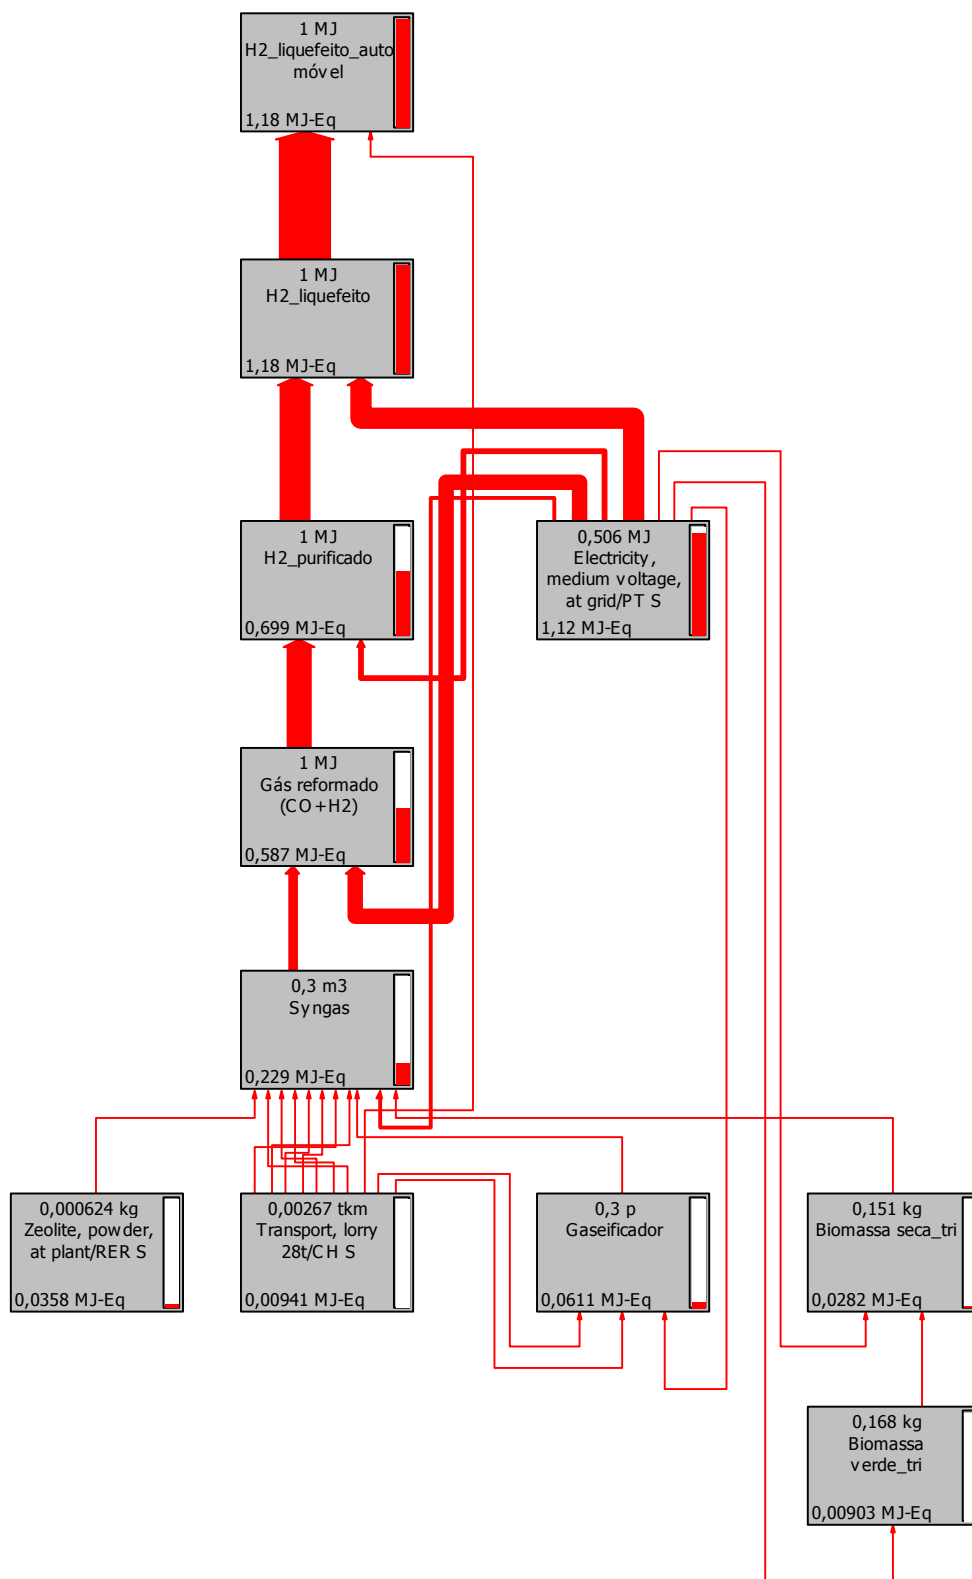 1 MJ
H2_liquefeito_auto
móvel
1,18 MJ-Eq
1 MJ
H2_liquefeito
1,18 MJ-Eq
1 MJ
H2_purificado
0,699 MJ-Eq
0,506 MJ
Electricity,
medium voltage,
at grid/PT S
1,12 MJ-Eq
1 MJ
Gás reformado
(CO+H2)
0,587 MJ-Eq
0,3 m3
Syngas
0,229 MJ-Eq
0,000624 kg
Zeolite, powder,
at plant/RER S
0,0358 MJ-Eq
0,00267 tkm
Transport, lorry
28t/CH S
0,00941 MJ-Eq
0,3 p
Gaseificador
0,0611 MJ-Eq
0,151 kg
Biomassa seca_tri
0,0282 MJ-Eq
0,168 kg
Biomassa
verde_tri
0,00903 MJ-Eq